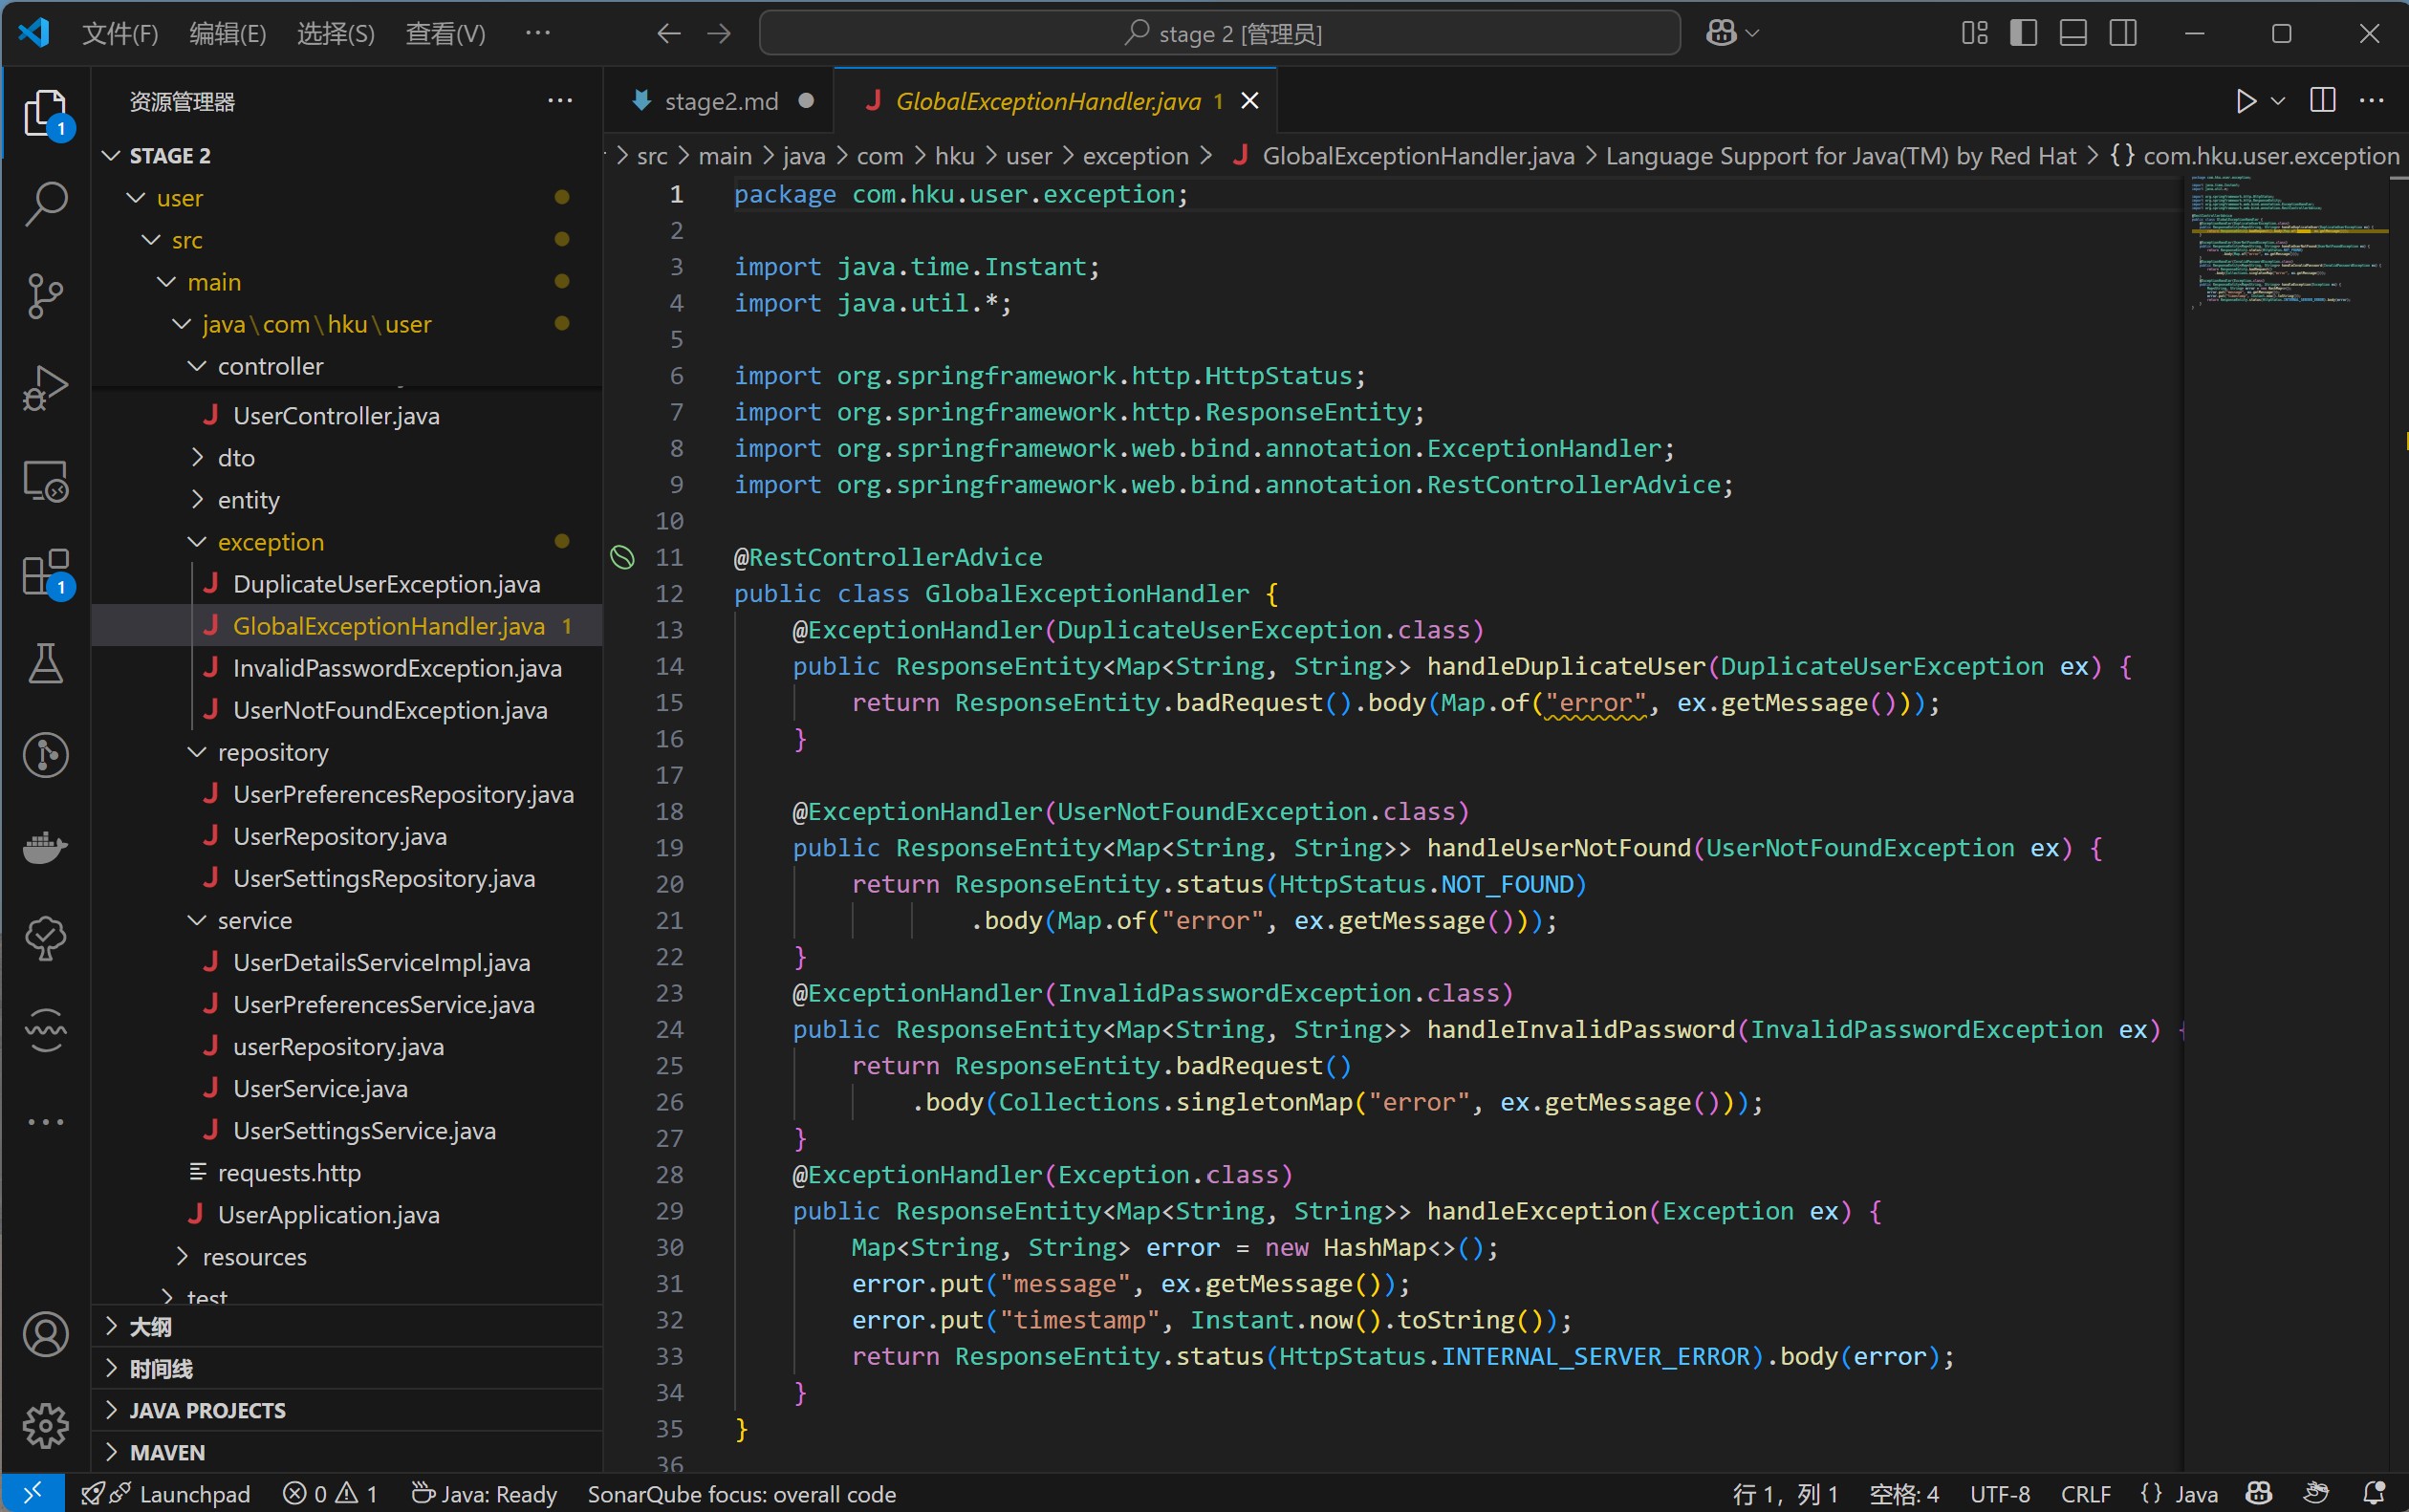 文件(F) 编辑(E) 选择(S) 查看(V) ··· stage 2 [管理员]
资源管理器 ···
STAGE 2
user
src
main
java\com\hku\user
controller
UserController.java
dto
entity
exception
DuplicateUserException.java
GlobalExceptionHandler.java 1
InvalidPasswordException.java
UserNotFoundException.java
repository
UserPreferencesRepository.java
UserRepository.java
UserSettingsRepository.java
service
UserDetailsServiceImpl.java
UserPreferencesService.java
userRepository.java
UserService.java
UserSettingsService.java
requests.http
UserApplication.java
resources
test
大纲
时间线
JAVA PROJECTS
MAVEN
1
1
stage2.md GlobalExceptionHandler.java 1
src > main > java > com > hku > user > exception > GlobalExceptionHandler.java > Language Support for Java(TM) by Red Hat > {} com.hku.user.exception
1 package com.hku.user.exception;
2
3 import java.time.Instant;
4 import java.util.*;
5
6 import org.springframework.http.HttpStatus;
7 import org.springframework.http.ResponseEntity;
8 import org.springframework.web.bind.annotation.ExceptionHandler;
9 import org.springframework.web.bind.annotation.RestControllerAdvice;
10
11 @RestControllerAdvice
12 public class GlobalExceptionHandler {
13     @ExceptionHandler(DuplicateUserException.class)
14     public ResponseEntity<Map<String, String>> handleDuplicateUser(DuplicateUserException ex) {
15         return ResponseEntity.badRequest().body(Map.of("error", ex.getMessage()));
16     }
17
18     @ExceptionHandler(UserNotFoundException.class)
19     public ResponseEntity<Map<String, String>> handleUserNotFound(UserNotFoundException ex) {
20         return ResponseEntity.status(HttpStatus.NOT_FOUND)
21                 .body(Map.of("error", ex.getMessage()));
22     }
23     @ExceptionHandler(InvalidPasswordException.class)
24     public ResponseEntity<Map<String, String>> handleInvalidPassword(InvalidPasswordException ex) {
25         return ResponseEntity.badRequest()
26             .body(Collections.singletonMap("error", ex.getMessage()));
27     }
28     @ExceptionHandler(Exception.class)
29     public ResponseEntity<Map<String, String>> handleException(Exception ex) {
30         Map<String, String> error = new HashMap<>();
31         error.put("message", ex.getMessage());
32         error.put("timestamp", Instant.now().toString());
33         return ResponseEntity.status(HttpStatus.INTERNAL_SERVER_ERROR).body(error);
34     }
35 }
36
Launchpad 0 1 Java: Ready SonarQube focus: overall code 行 1，列 1 空格: 4 UTF-8 CRLF {} Java